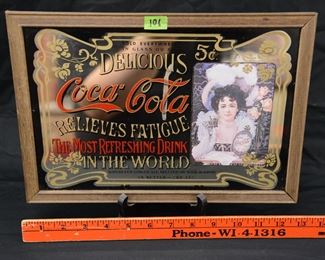 101
SOLD EVERYWHERE
5¢
DELICIOUS
Coca-Cola
RELIEVES FATIGUE
THE MOST REFRESHING DRINK
IN THE WORLD
Phone-WI-4-1316